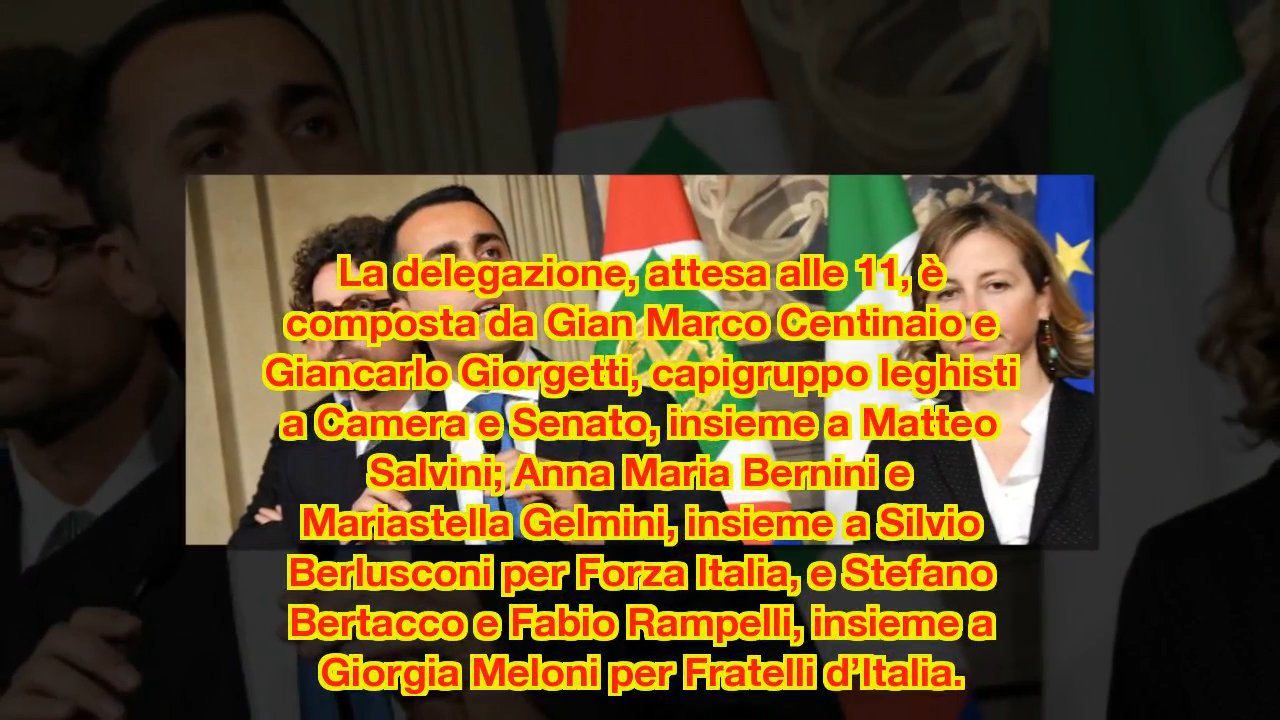 La delegazione, attesa alle 11, è
composta da Gian Marco Centinaio e
Giancarlo Giorgetti, capigruppo leghisti
a Camera e Senato, insieme a Matteo
Salvini; Anna Maria Bernini e
Mariastella Gelmini, insieme a Silvio
Berlusconi per Forza Italia, e Stefano
Bertacco e Fabio Rampelli, insieme a
Giorgia Meloni per Fratelli d’Italia.